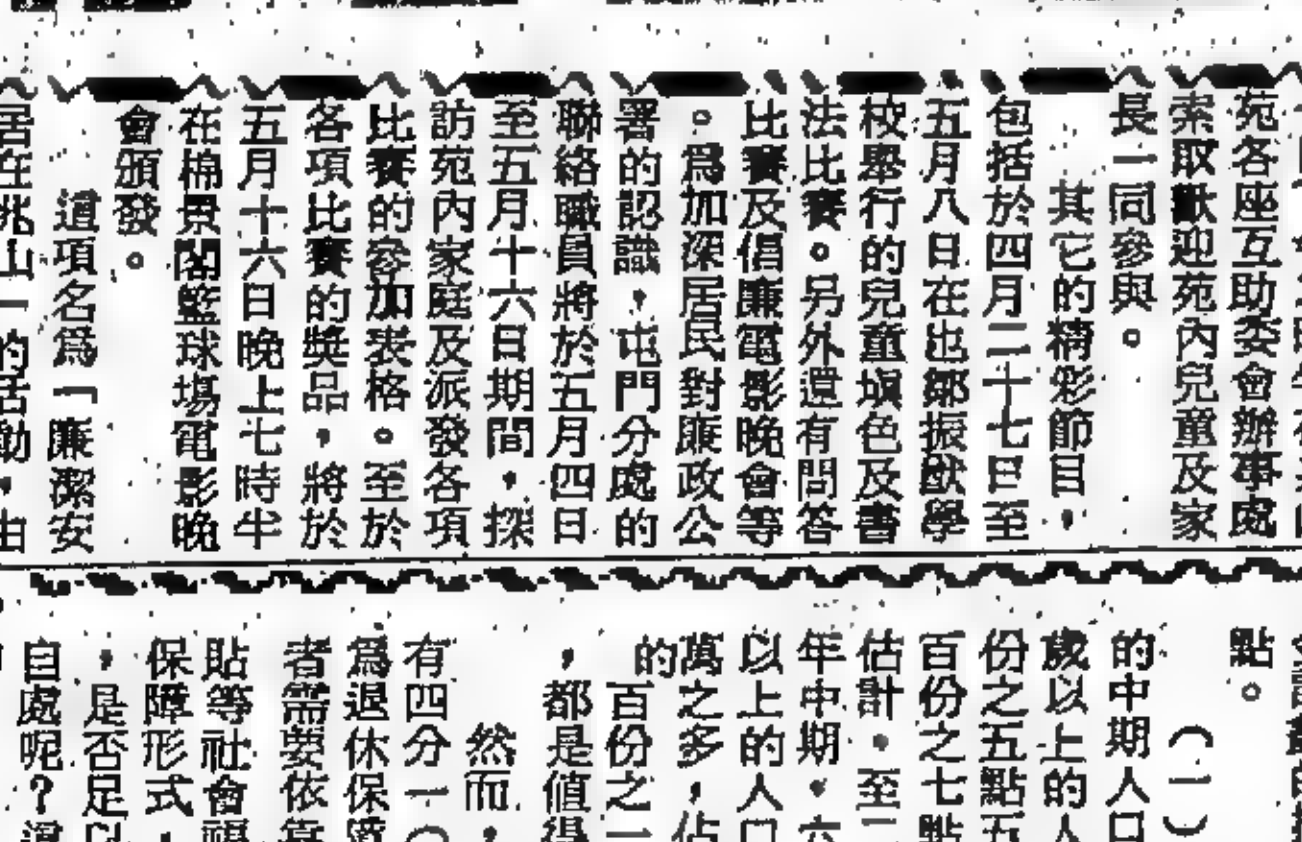 苑各座互助委會辦事處
索取歡迎苑內兒童及家
長一同參與。
其它的精彩節目，
包括於四月二十七日至
五月八日在迠鄒振猷學
校舉行的兒童塡色及書
法比賽。另外還有問答
比賽及倡廉電影晚會等
。爲加深居民對廉政公
署的認識，屯門分處的
聯絡職員將於五月四日
至五月十六日期間，探
訪苑內家庭及派發各項
比賽的參加表格。至於
各項比賽的獎品，將於
五月十六日晚上七時半
在棉景閣籃球塲電影晚
會頒發。
這項名爲「廉潔安
居在兆山」的活動，由
點。
（一）
的中期人口
歲以上的人
份之五點五
百份之七點
估計。至二
年中期，六
以上的人口
萬之多，佔
的百份之一
，都是值得
然而，
有四分一（
爲退休保障
者需要依靠
貼等社會福
保障形式，
，是否足以
自處呢？這